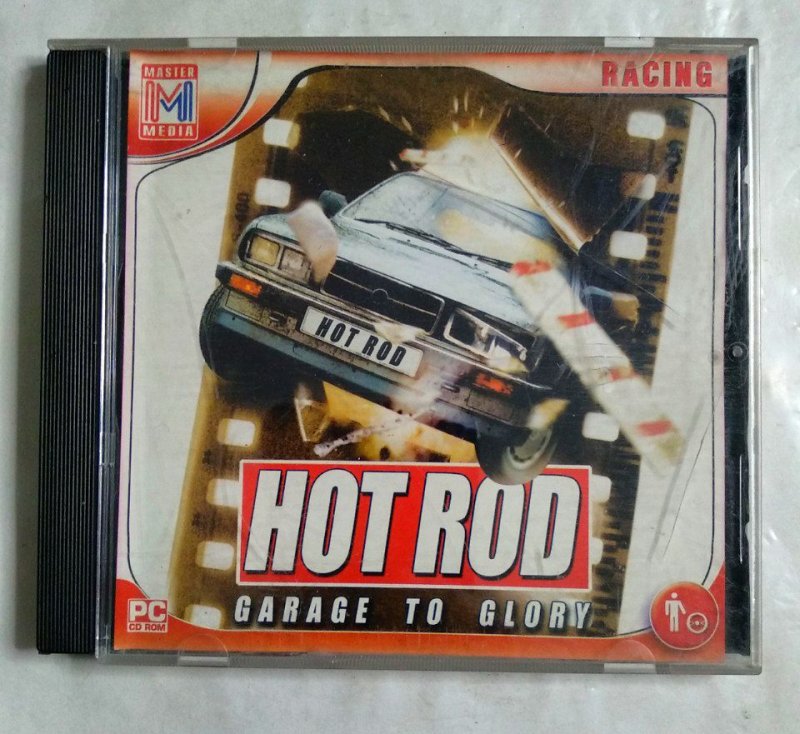 MASTER
MEDIA
RACING
HOT ROD
HOT ROD
GARAGE TO GLORY
PC
CD ROM